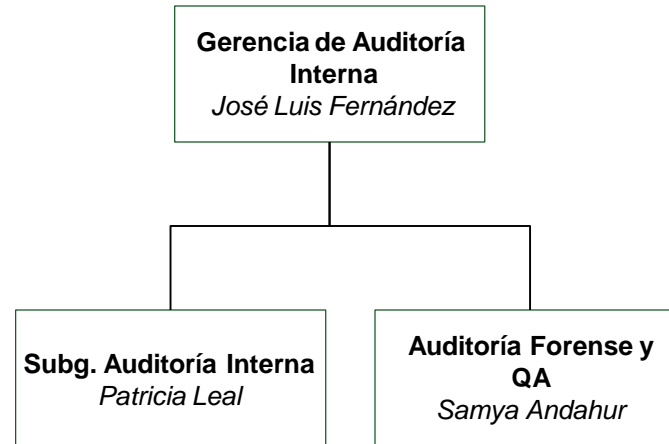 Gerencia de Auditoría
Interna
José Luis Fernández
Subg. Auditoría Interna
Patricia Leal
Auditoría Forense y
QA
Samya Andahur